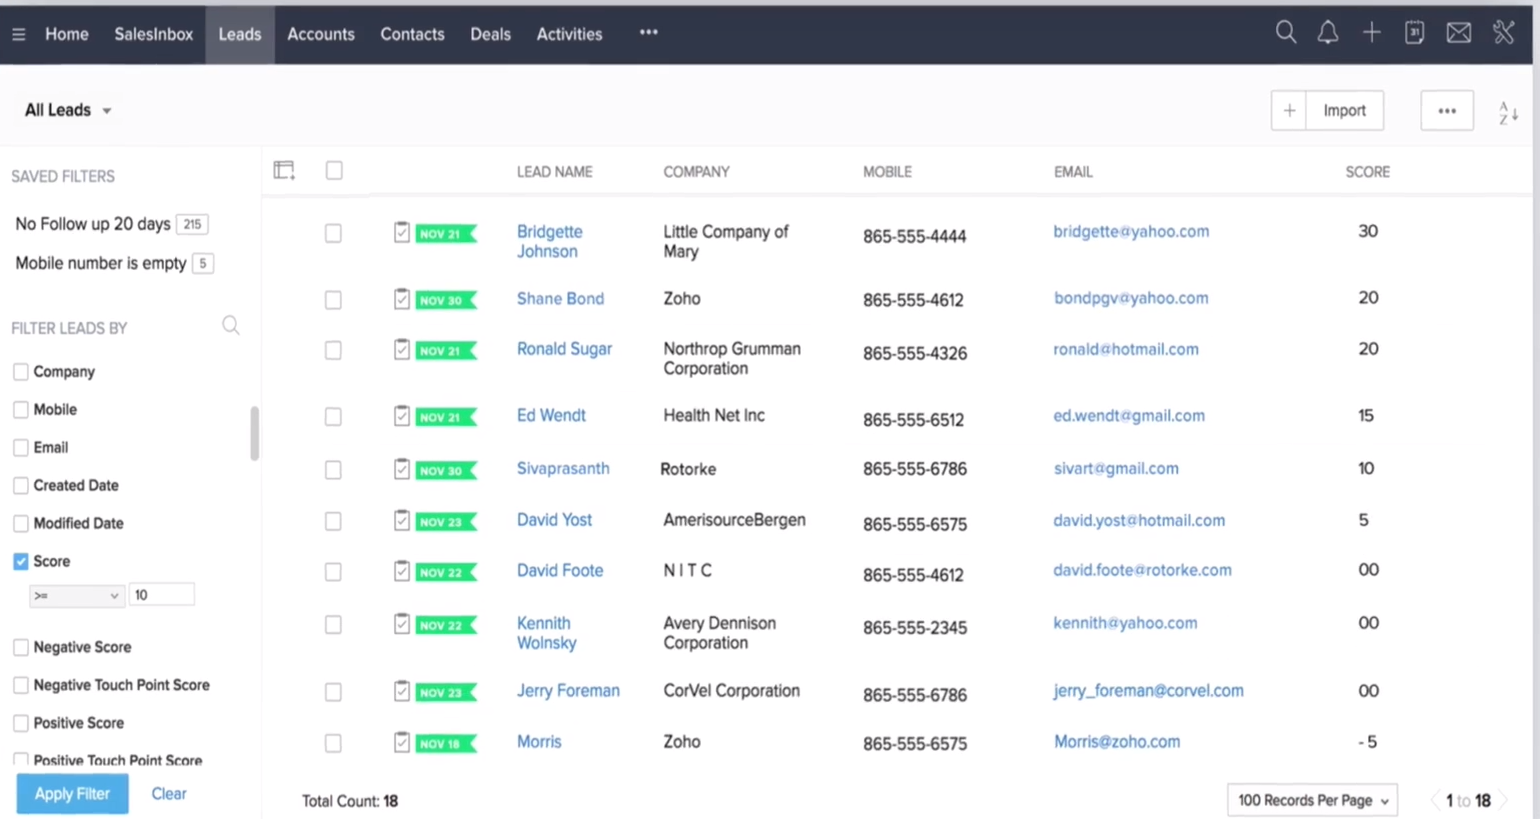 Home SalesInbox Leads Accounts Contacts Deals Activities ••• 31
All Leads
+ Import ••• A Z
SAVED FILTERS
No Follow up 20 days 215
Mobile number is empty 5
FILTER LEADS BY
Company
Mobile
Email
Created Date
Modified Date
Score
>= 10
Negative Score
Negative Touch Point Score
Positive Score
Positive Touch Point Score
Apply Filter Clear
LEAD NAME COMPANY MOBILE EMAIL SCORE
NOV 21 Bridgette Johnson Little Company of Mary 865-555-4444 bridgette@yahoo.com 30
NOV 30 Shane Bond Zoho 865-555-4612 bondpgv@yahoo.com 20
NOV 21 Ronald Sugar Northrop Grumman Corporation 865-555-4326 ronald@hotmail.com 20
NOV 21 Ed Wendt Health Net Inc 865-555-6512 ed.wendt@gmail.com 15
NOV 30 Sivaprasanth Rotorke 865-555-6786 sivart@gmail.com 10
NOV 23 David Yost AmerisourceBergen 865-555-6575 david.yost@hotmail.com 5
NOV 22 David Foote N I T C 865-555-4612 david.foote@rotorke.com 00
NOV 22 Kennith Wolnsky Avery Dennison Corporation 865-555-2345 kennith@yahoo.com 00
NOV 23 Jerry Foreman CorVel Corporation 865-555-6786 jerry_foreman@corvel.com 00
NOV 18 Morris Zoho 865-555-6575 Morris@zoho.com - 5
Total Count: 18 100 Records Per Page 1 to 18